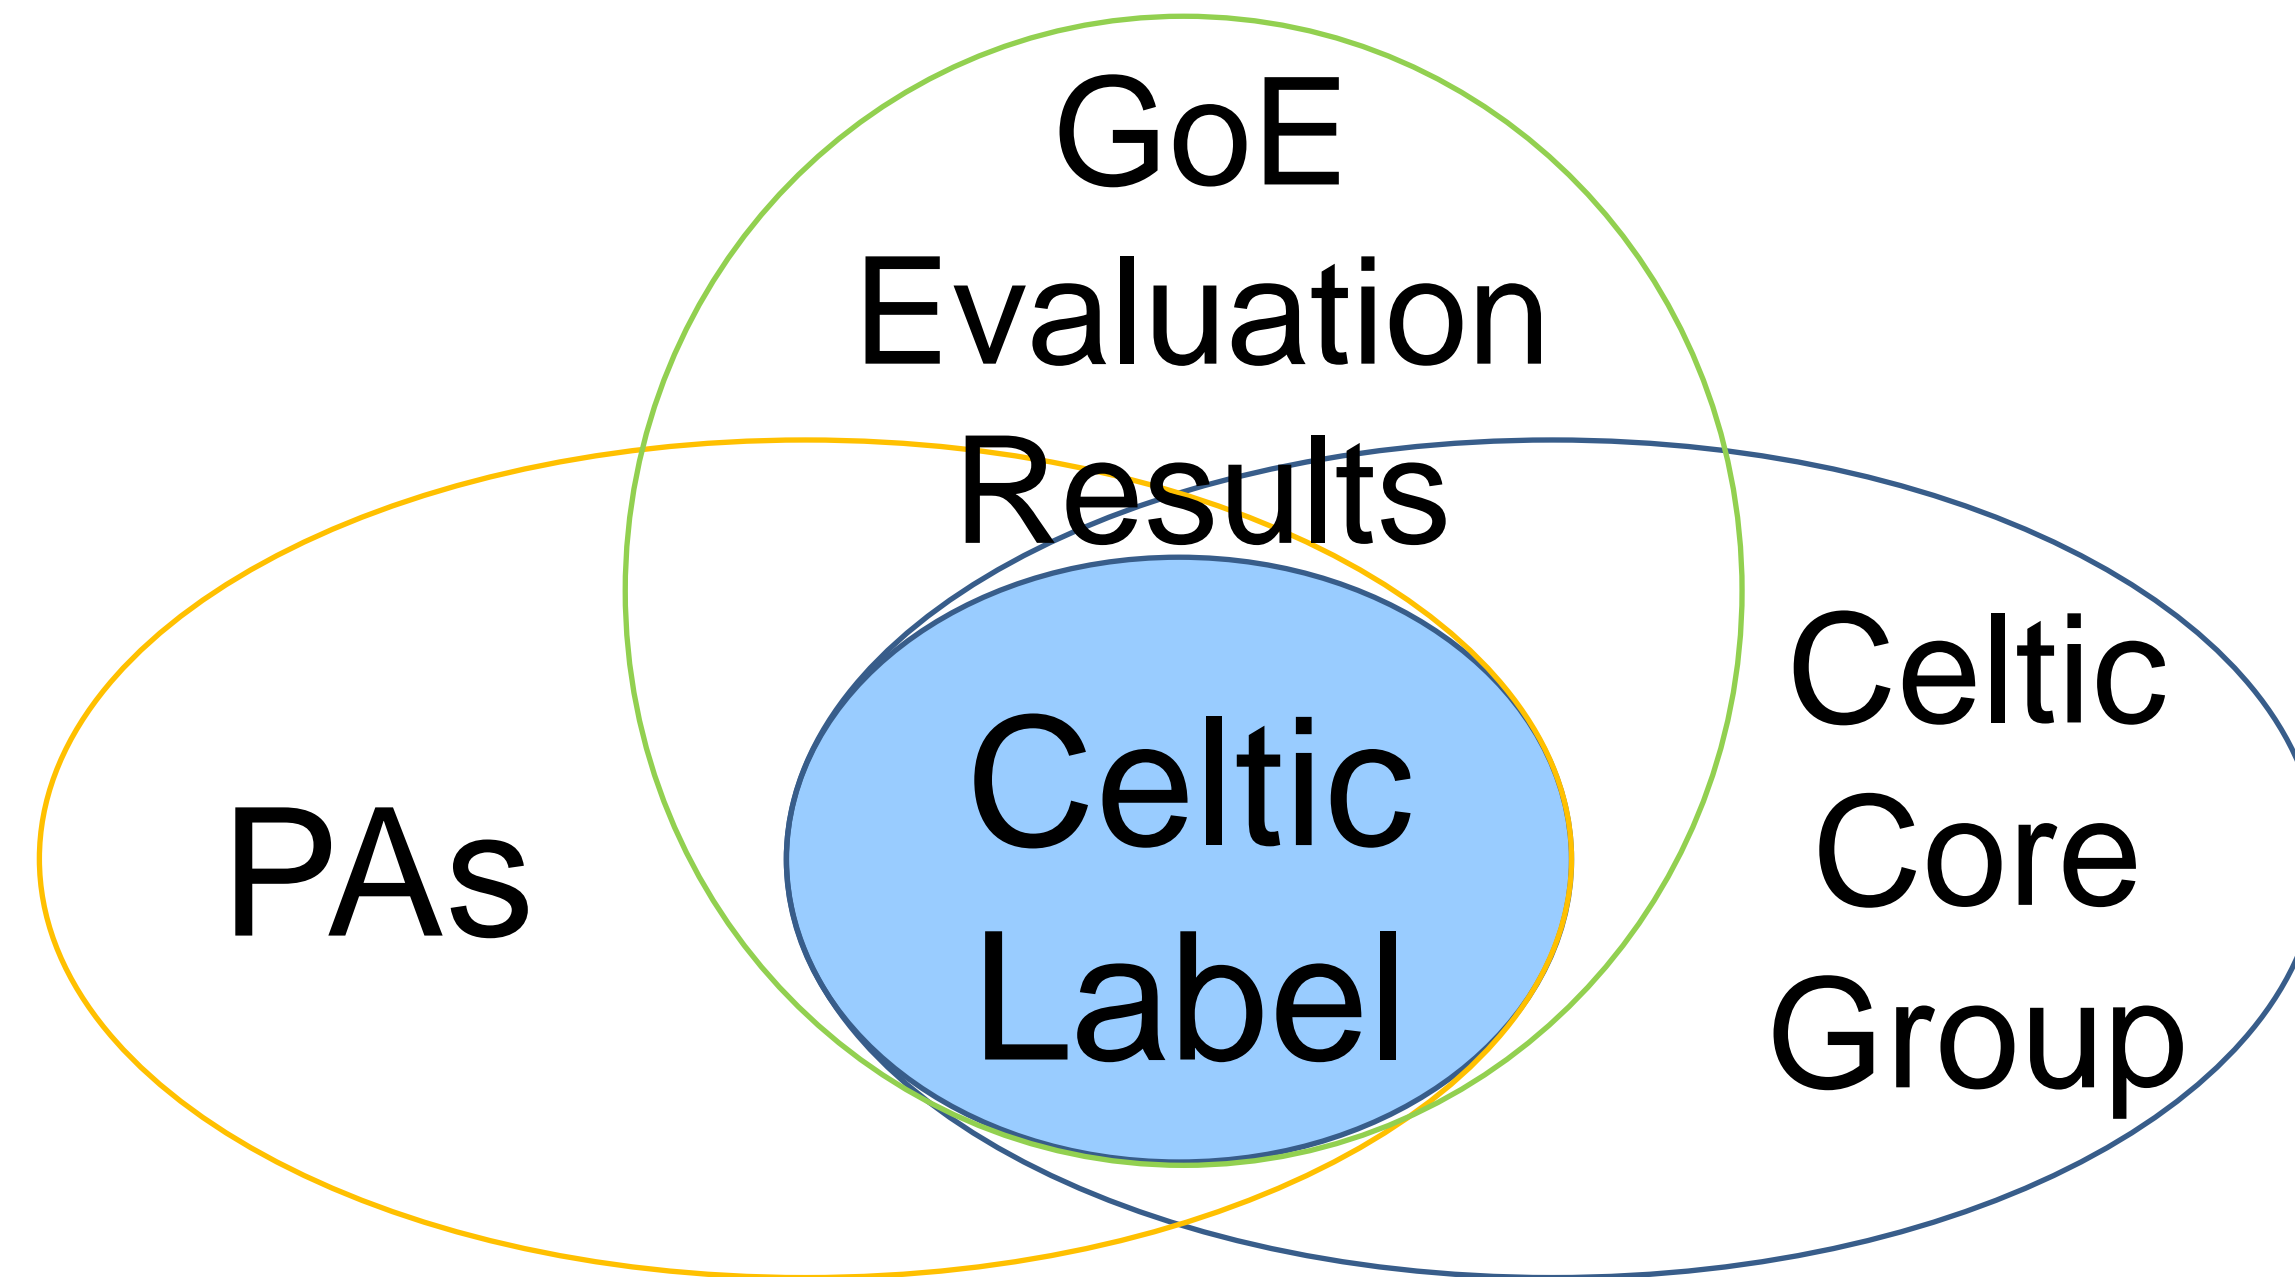 GoE
Evaluation
Results
PAs
Celtic
Label
Celtic
Core
Group